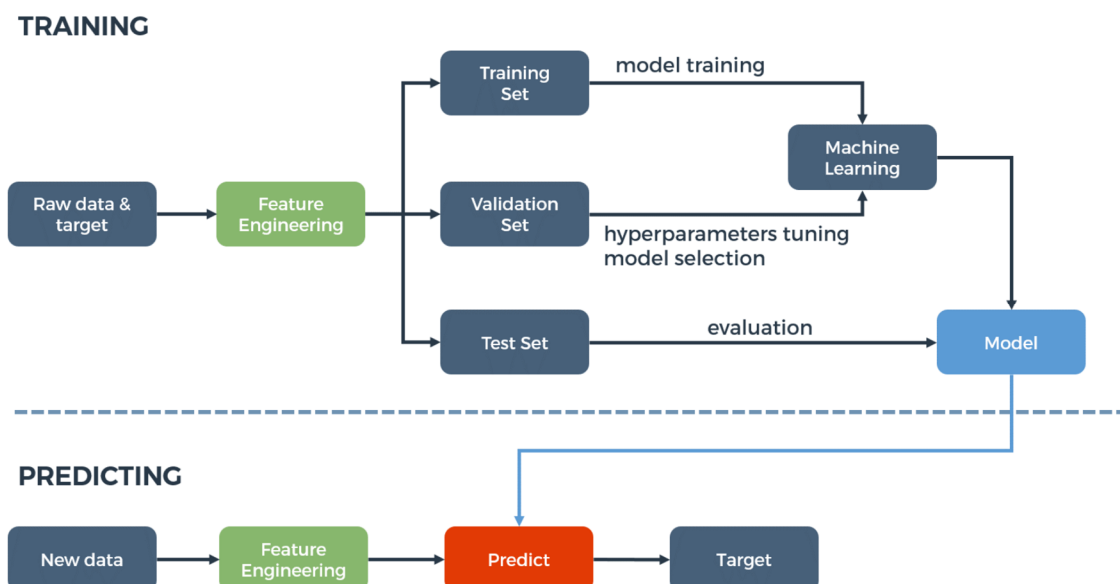 TRAINING
Training
Set
model training
Machine
Learning
Raw data &
target
Feature
Engineering
Validation
Set
hyperparameters tuning
model selection
Test Set
evaluation
Model
PREDICTING
New data
Feature
Engineering
Predict
Target